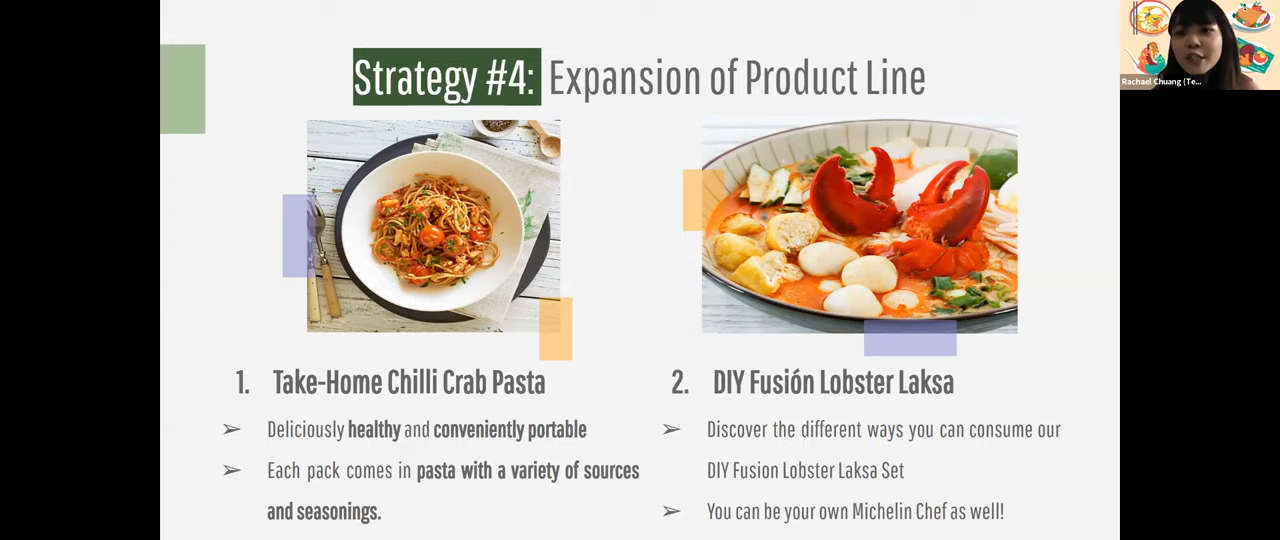 Strategy #4: Expansion of Product Line
Rachael Chuang (Te...
1. Take-Home Chilli Crab Pasta
➢ Deliciously healthy and conveniently portable
➢ Each pack comes in pasta with a variety of sources
and seasonings.
2. DIY Fusión Lobster Laksa
➢ Discover the different ways you can consume our
DIY Fusion Lobster Laksa Set
➢ You can be your own Michelin Chef as well!